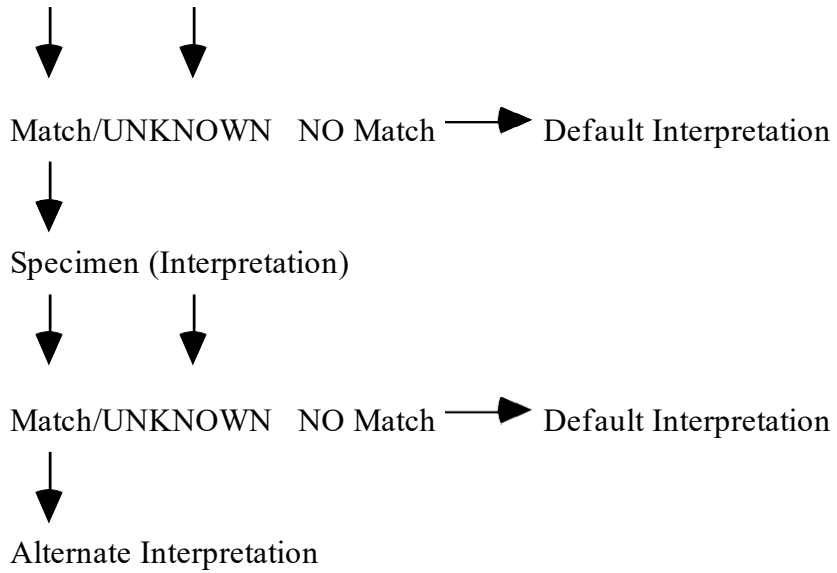 Match/UNKNOWN NO Match Default Interpretation
Specimen (Interpretation)
Match/UNKNOWN NO Match Default Interpretation
Alternate Interpretation